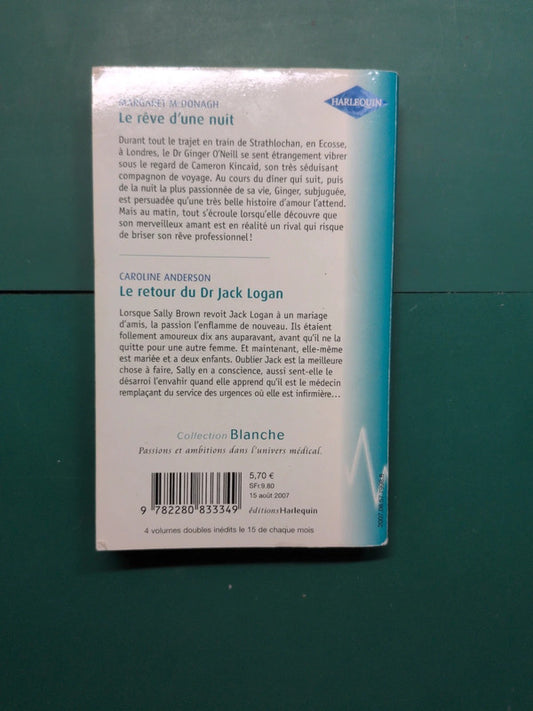 MARGARET McDONAGH
HARLEQUIN
Le rêve d'une nuit
Durant tout le trajet en train de Strathlochan, en Ecosse,
à Londres, le Dr Ginger O'Neill se sent étrangement vibrer
sous le regard de Cameron Kincaid, son très séduisant
compagnon de voyage. Au cours du dîner qui suit, puis
de la nuit la plus passionnée de sa vie, Ginger, subjuguée,
est persuadée qu'une très belle histoire d'amour l'attend.
Mais au matin, tout s'écroule lorsqu'elle découvre que
son merveilleux amant est en réalité un rival qui risque
de briser son rêve professionnel !
CAROLINE ANDERSON
Le retour du Dr Jack Logan
Lorsque Sally Brown revoit Jack Logan à un mariage
d'amis, la passion l'enflamme de nouveau. Ils étaient
follement amoureux dix ans auparavant, avant qu'il ne la
quitte pour une autre femme. Et maintenant, elle-même
est mariée et a deux enfants. Oublier Jack est la meilleure
chose à faire, Sally en a conscience, aussi sent-elle le
désarroi l'envahir quand elle apprend qu'il est le médecin
remplaçant du service des urgences où elle est infirmière...
Collection Blanche
Passions et ambitions dans l'univers médical.
5,70 €
SFr.9.80
15 août 2007
9 782280 833349
éditions Harlequin
4 volumes doubles inédits le 15 de chaque mois